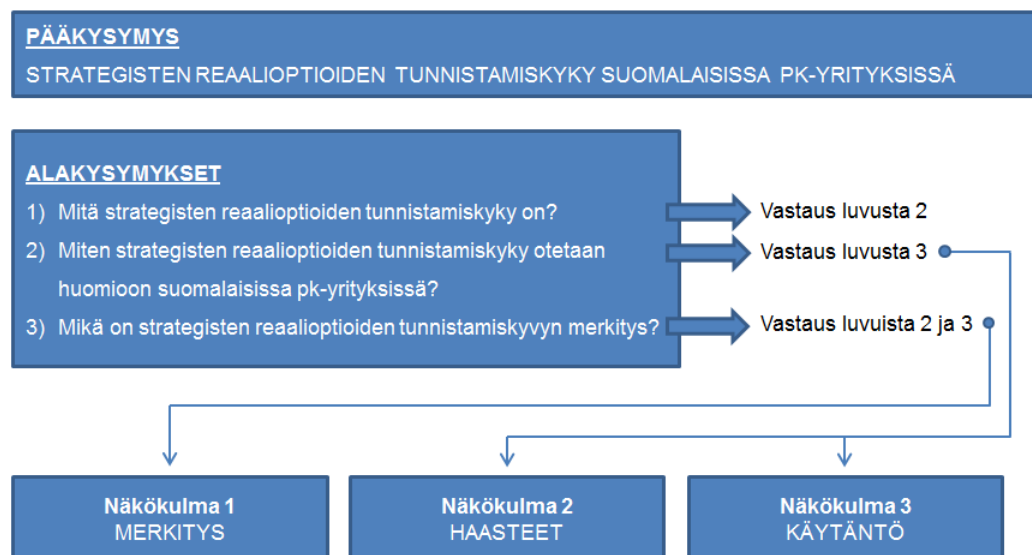 PÄÄKYSYMYS
STRATEGISTEN REAALIOPTIOIDEN TUNNISTAMISKYKY SUOMALAISISSA PK-YRITYKSISSÄ
ALAKYSYMYKSET
1) Mitä strategisten reaalioptioiden tunnistamiskyky on?
Vastaus luvusta 2
2) Miten strategisten reaalioptioiden tunnistamiskyky otetaan
huomioon suomalaisissa pk-yrityksissä?
Vastaus luvusta 3
3) Mikä on strategisten reaalioptioiden tunnistamiskyvyn merkitys?
Vastaus luvuista 2 ja 3
Näkökulma 1
MERKITYS
Näkökulma 2
HAASTEET
Näkökulma 3
KÄYTÄNTÖ